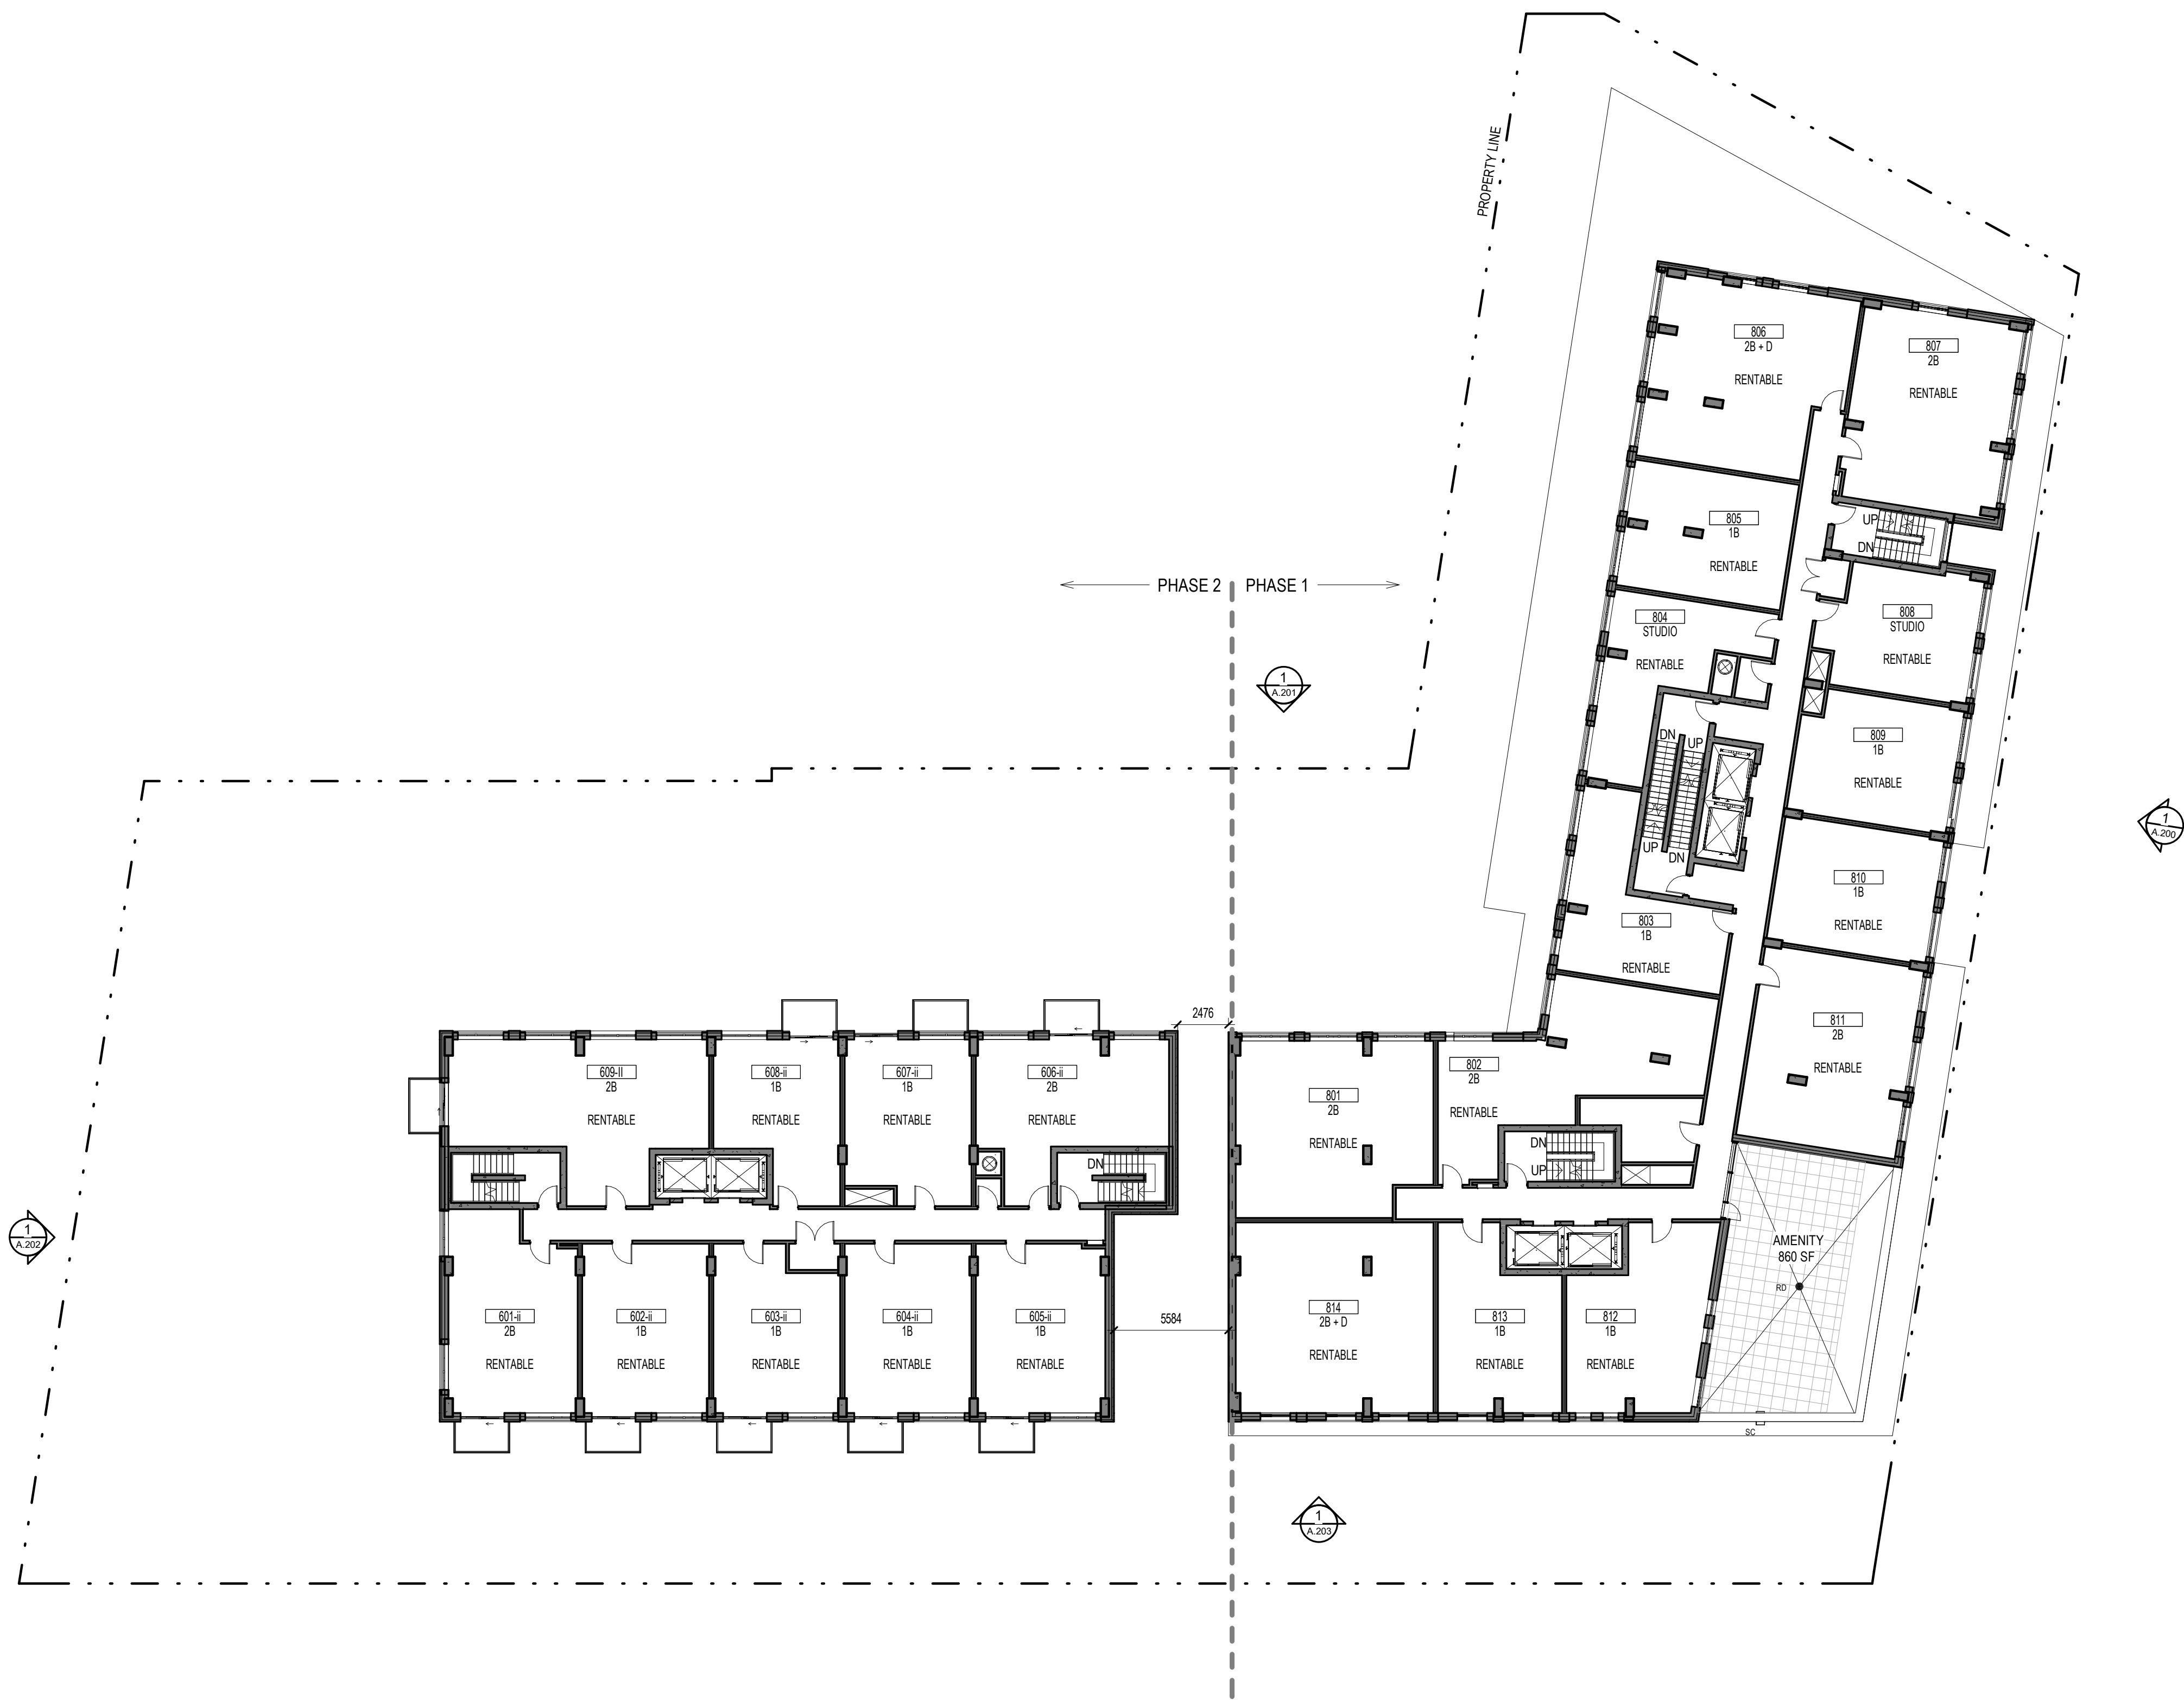 PROPERTY LINE
806
2B + D
RENTABLE
807
2B
RENTABLE
805
1B
RENTABLE
UP
DN
PHASE 2
PHASE 1
804
STUDIO
RENTABLE
808
STUDIO
RENTABLE
1
A.201
DN
UP
UP
DN
809
1B
RENTABLE
1
A.200
810
1B
RENTABLE
803
1B
RENTABLE
2476
811
2B
RENTABLE
609-II
2B
RENTABLE
608-ii
1B
RENTABLE
607-ii
1B
RENTABLE
606-ii
2B
RENTABLE
DN
801
2B
RENTABLE
802
2B
RENTABLE
DN
UP
1
A.202
AMENITY
860 SF
RD
601-ii
2B
RENTABLE
602-ii
1B
RENTABLE
603-ii
1B
RENTABLE
604-ii
1B
RENTABLE
605-ii
1B
RENTABLE
5584
814
2B + D
RENTABLE
813
1B
RENTABLE
812
1B
RENTABLE
SC
1
A.203